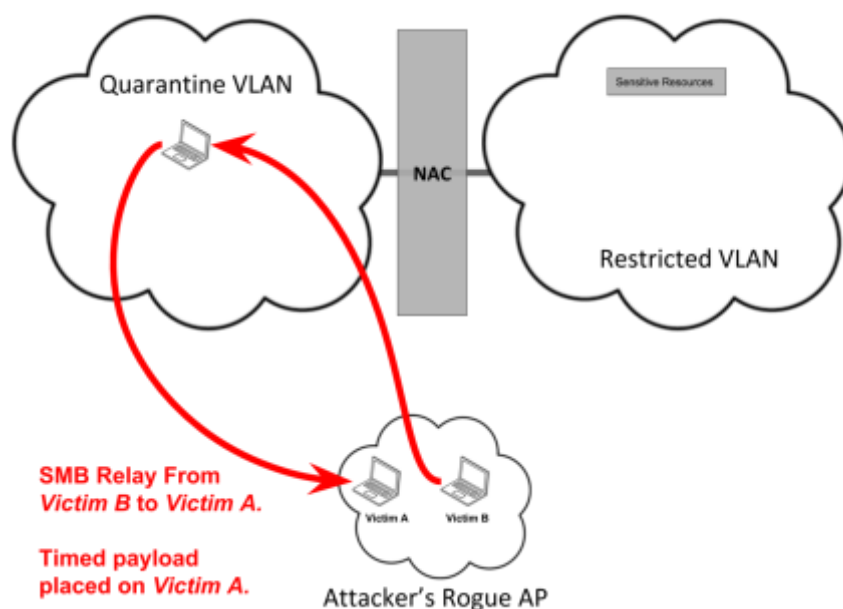 Quarantine VLAN
Sensitive Resources
NAC
Restricted VLAN
SMB Relay From
Victim B to Victim A.
Timed payload
placed on Victim A.
Victim A
Victim B
Attacker's Rogue AP